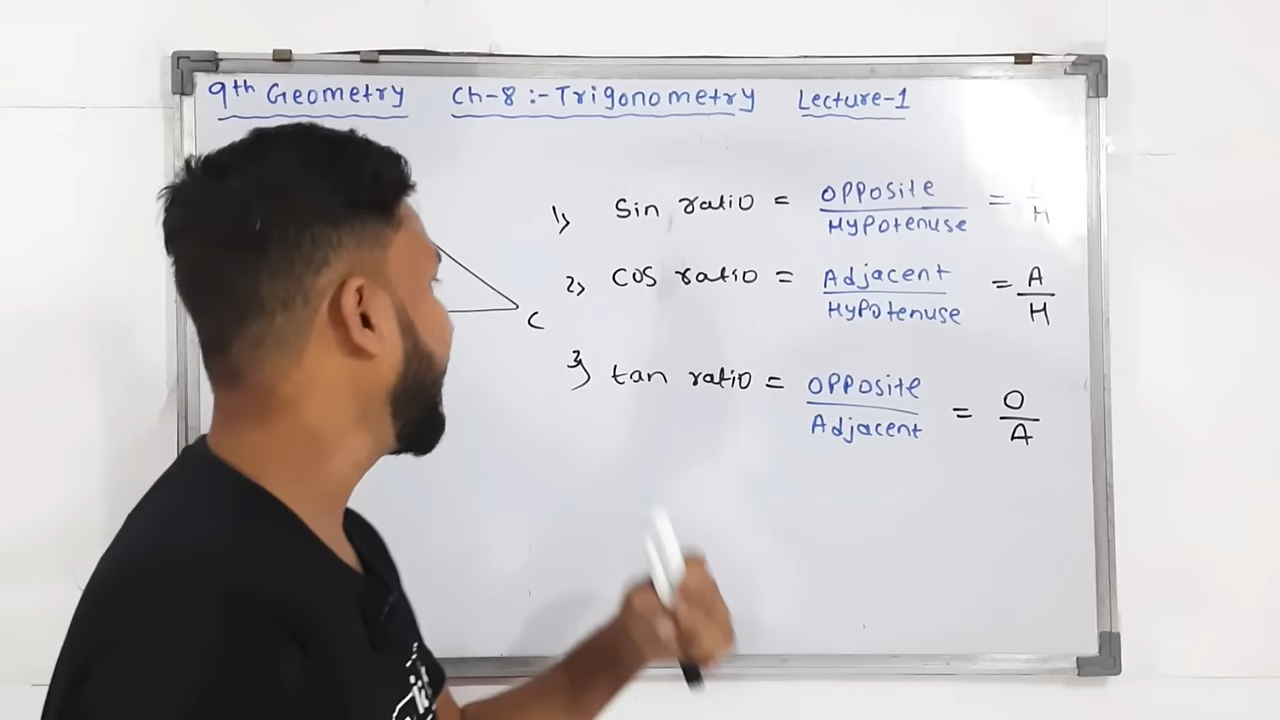 9th Geometry Ch-8 :- Trigonometry Lecture-1
1) Sin ratio = Opposite / Hypotenuse = / H
2) Cos ratio = Adjacent / Hypotenuse = A / H
3) tan ratio = Opposite / Adjacent = O / A
C